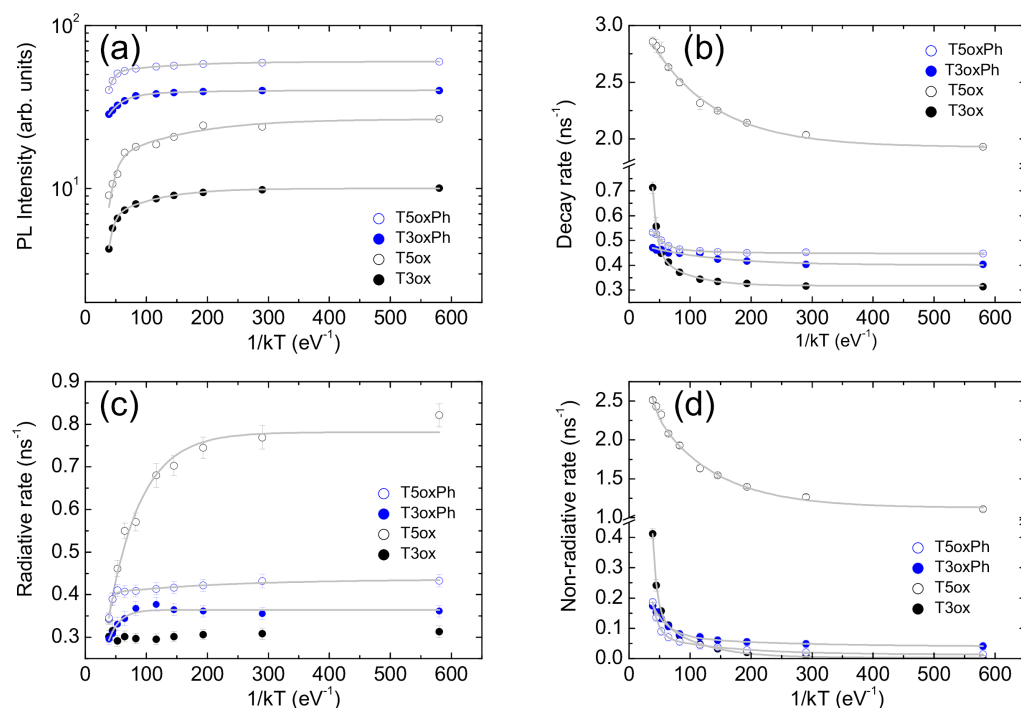 (a)
PL Intensity (arb. units)
10²
10¹
T5oxPh
T3oxPh
T5ox
T3ox
0 100 200 300 400 500 600
1/kT (eV⁻¹)
(b)
Decay rate (ns⁻¹)
3.0
2.5
2.0
0.7
0.6
0.5
0.4
0.3
T5oxPh
T3oxPh
T5ox
T3ox
0 100 200 300 400 500 600
1/kT (eV⁻¹)
(c)
Radiative rate (ns⁻¹)
0.9
0.8
0.7
0.6
0.5
0.4
0.3
T5oxPh
T3oxPh
T5ox
T3ox
0 100 200 300 400 500 600
1/kT (eV⁻¹)
(d)
Non-radiative rate (ns⁻¹)
2.5
2.0
1.5
1.0
0.4
0.3
0.2
0.1
0.0
T5oxPh
T3oxPh
T5ox
T3ox
0 100 200 300 400 500 600
1/kT (eV⁻¹)